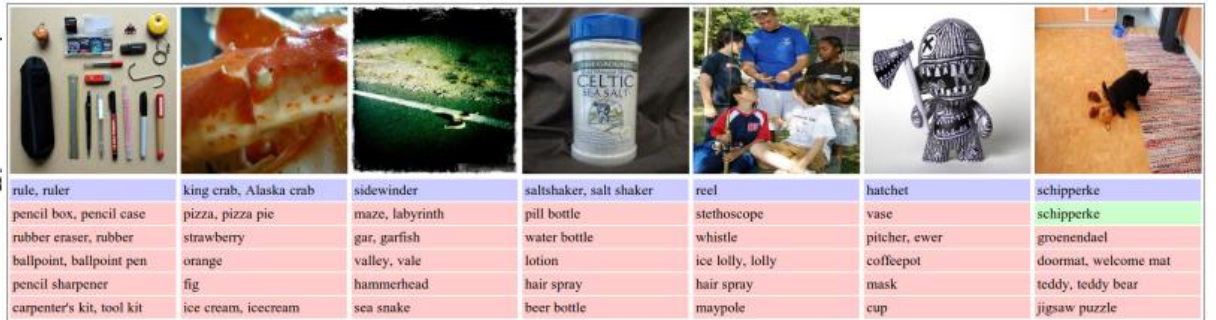 FINE GROUND
CELTIC
SEA SALT
rule, ruler
pencil box, pencil case
rubber eraser, rubber
ballpoint, ballpoint pen
pencil sharpener
carpenter's kit, tool kit
king crab, Alaska crab
pizza, pizza pie
strawberry
orange
fig
ice cream, icecream
sidewinder
maze, labyrinth
gar, garfish
valley, vale
hammerhead
sea snake
saltshaker, salt shaker
pill bottle
water bottle
lotion
hair spray
beer bottle
reel
stethoscope
whistle
ice lolly, lolly
hair spray
maypole
hatchet
vase
pitcher, ewer
coffeepot
mask
cup
schipperke
schipperke
groenendael
doormat, welcome mat
teddy, teddy bear
jigsaw puzzle